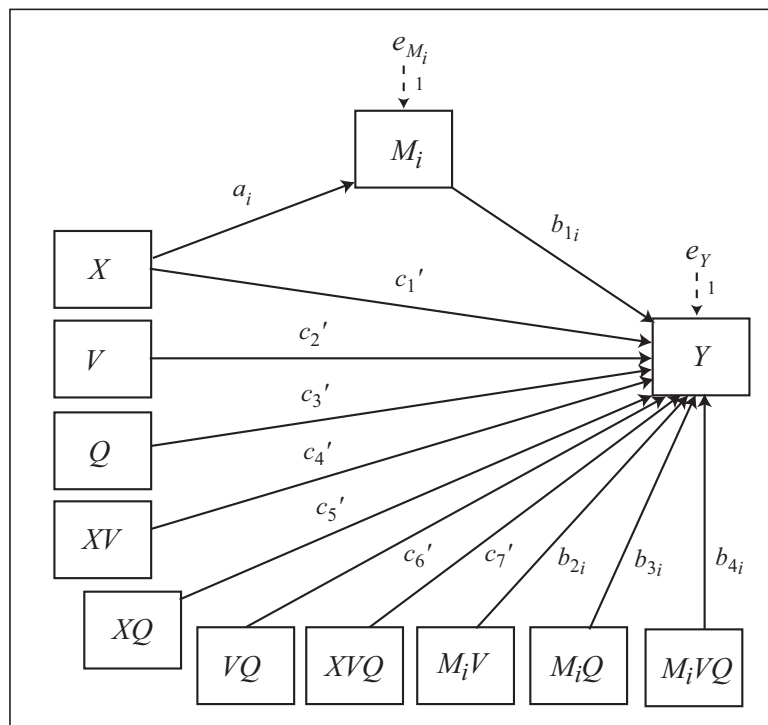 e_{M_i}
1
M_i
a_i
b_{1i}
X
e_Y
1
c_1′
V
c_2′
Y
c_3′
Q
c_4′
XV
c_5′
c_6′
c_7′
b_{2i}
b_{3i}
b_{4i}
XQ
VQ
XVQ
M_iV
M_iQ
M_iVQ